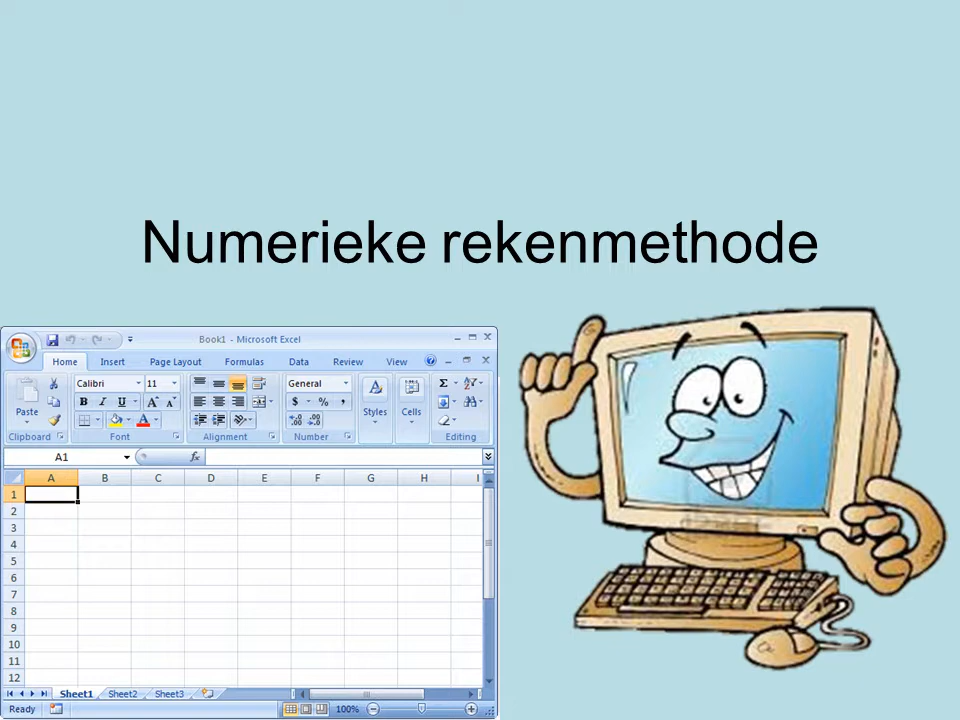 Numerieke rekenmethode
Book1 - Microsoft Excel
Home Insert Page Layout Formulas Data Review View
Calibri 11 General
Paste B I U A A $ % , Styles Cells Σ
Clipboard Font Alignment Number Editing
A1 fx
A B C D E F G H I
1
2
3
4
5
6
7
8
9
10
11
12
Sheet1 Sheet2 Sheet3
Ready 100%